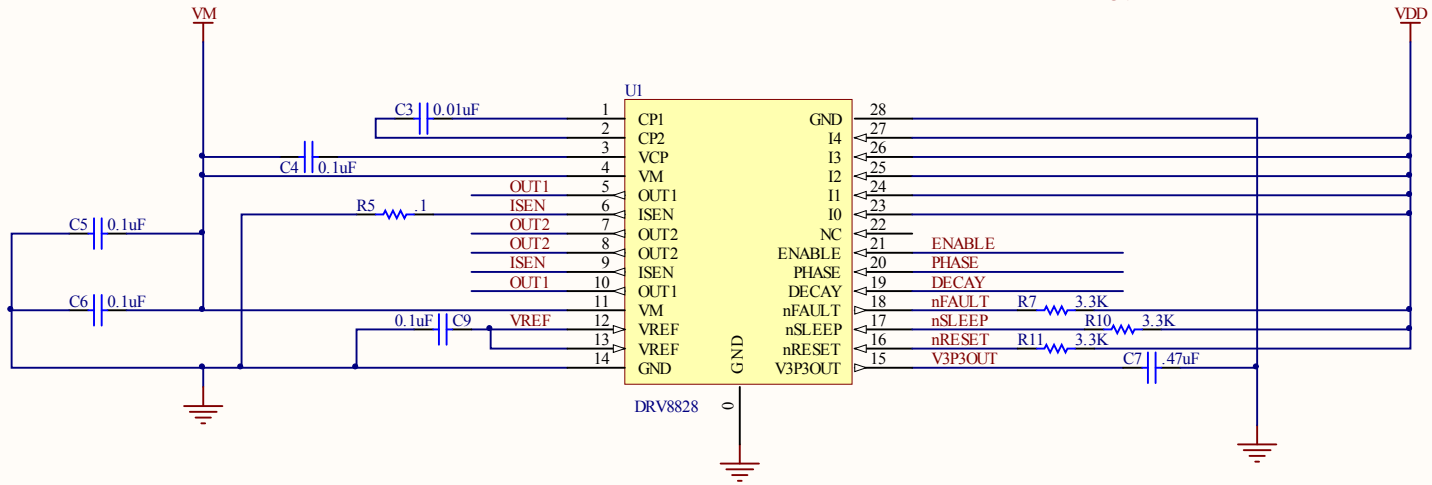 VM
VDD
U1
C3 0.01uF
1 CP1 GND 28
2 CP2 I4 27
3 VCP I3 26
C4 0.1uF
4 VM I2 25
OUT1 5 OUT1 I1 24
R5 .1 ISEN 6 ISEN I0 23
C5 0.1uF OUT2 7 OUT2 NC 22
OUT2 8 OUT2 ENABLE 21 ENABLE
ISEN 9 ISEN PHASE 20 PHASE
OUT1 10 OUT1 DECAY 19 DECAY
C6 0.1uF 11 VM nFAULT 18 nFAULT R7 3.3K
0.1uF C9 VREF 12 VREF nSLEEP 17 nSLEEP R10 3.3K
13 VREF nRESET 16 nRESET R11 3.3K
14 GND GND V3P3OUT 15 V3P3OUT C7 .47uF
DRV8828 0